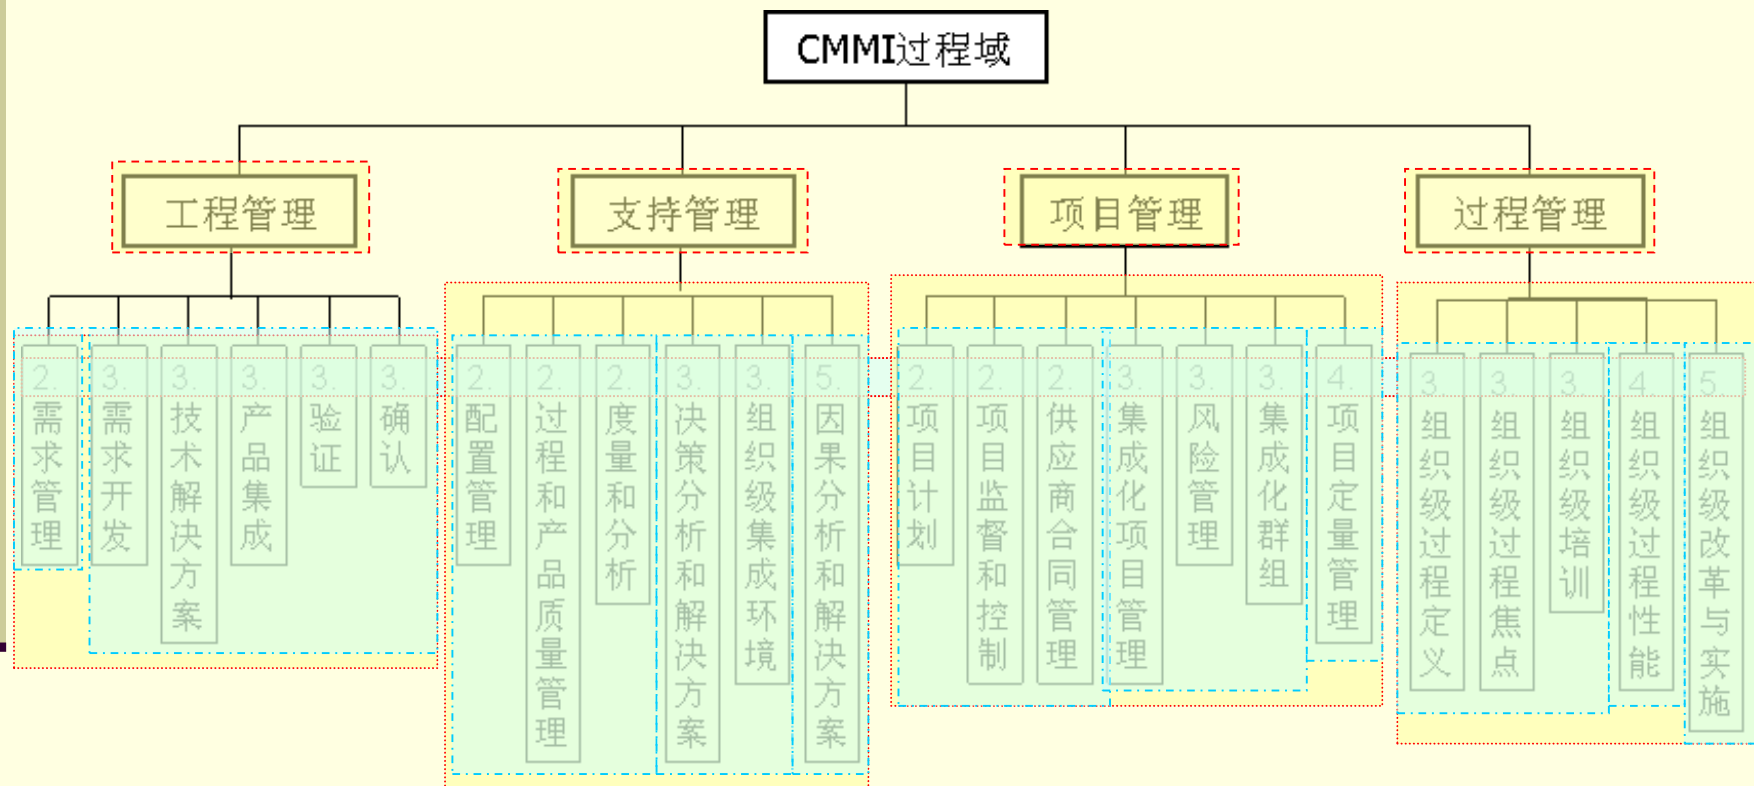 CMMI过程域
工程管理
支持管理
项目管理
过程管理
2.需求管理
3.需求开发
3.技术解决方案
3.产品集成
3.验证
3.确认
2.配置管理
2.过程和产品质量管理
2.度量和分析
3.决策分析和解决方案
3.组织级集成环境
5.因果分析和解决方案
2.项目计划
2.项目监督和控制
2.供应商合同管理
3.集成化项目管理
3.风险管理
3.集成化群组
4.项目定量管理
3组织级过程定义
3组织级过程焦点
3组织级培训
4组织级过程性能
5.组织级改革与实施